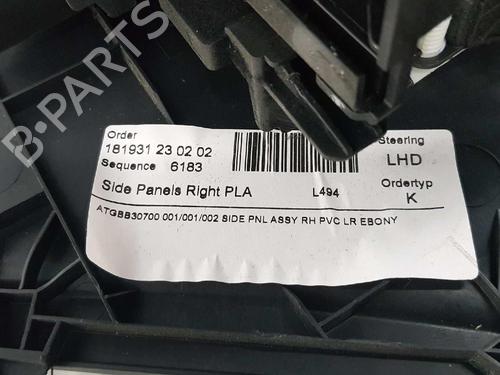 B-PARTS
Order
181931 23 02 02
Sequence 6183
Steering
LHD
Side Panels Right PLA
L494
Ordertyp
K
ATGBB30700 001/001/002 SIDE PNL ASSY RH PVC LR EBONY